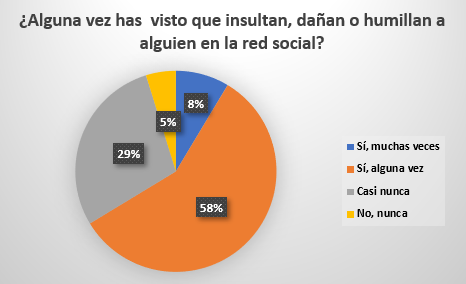 ¿Alguna vez has  visto que insultan, dañan o humillan a
alguien en la red social?
8%
5%
29%
58%
Sí, muchas veces
Sí, alguna vez
Casi nunca
No, nunca